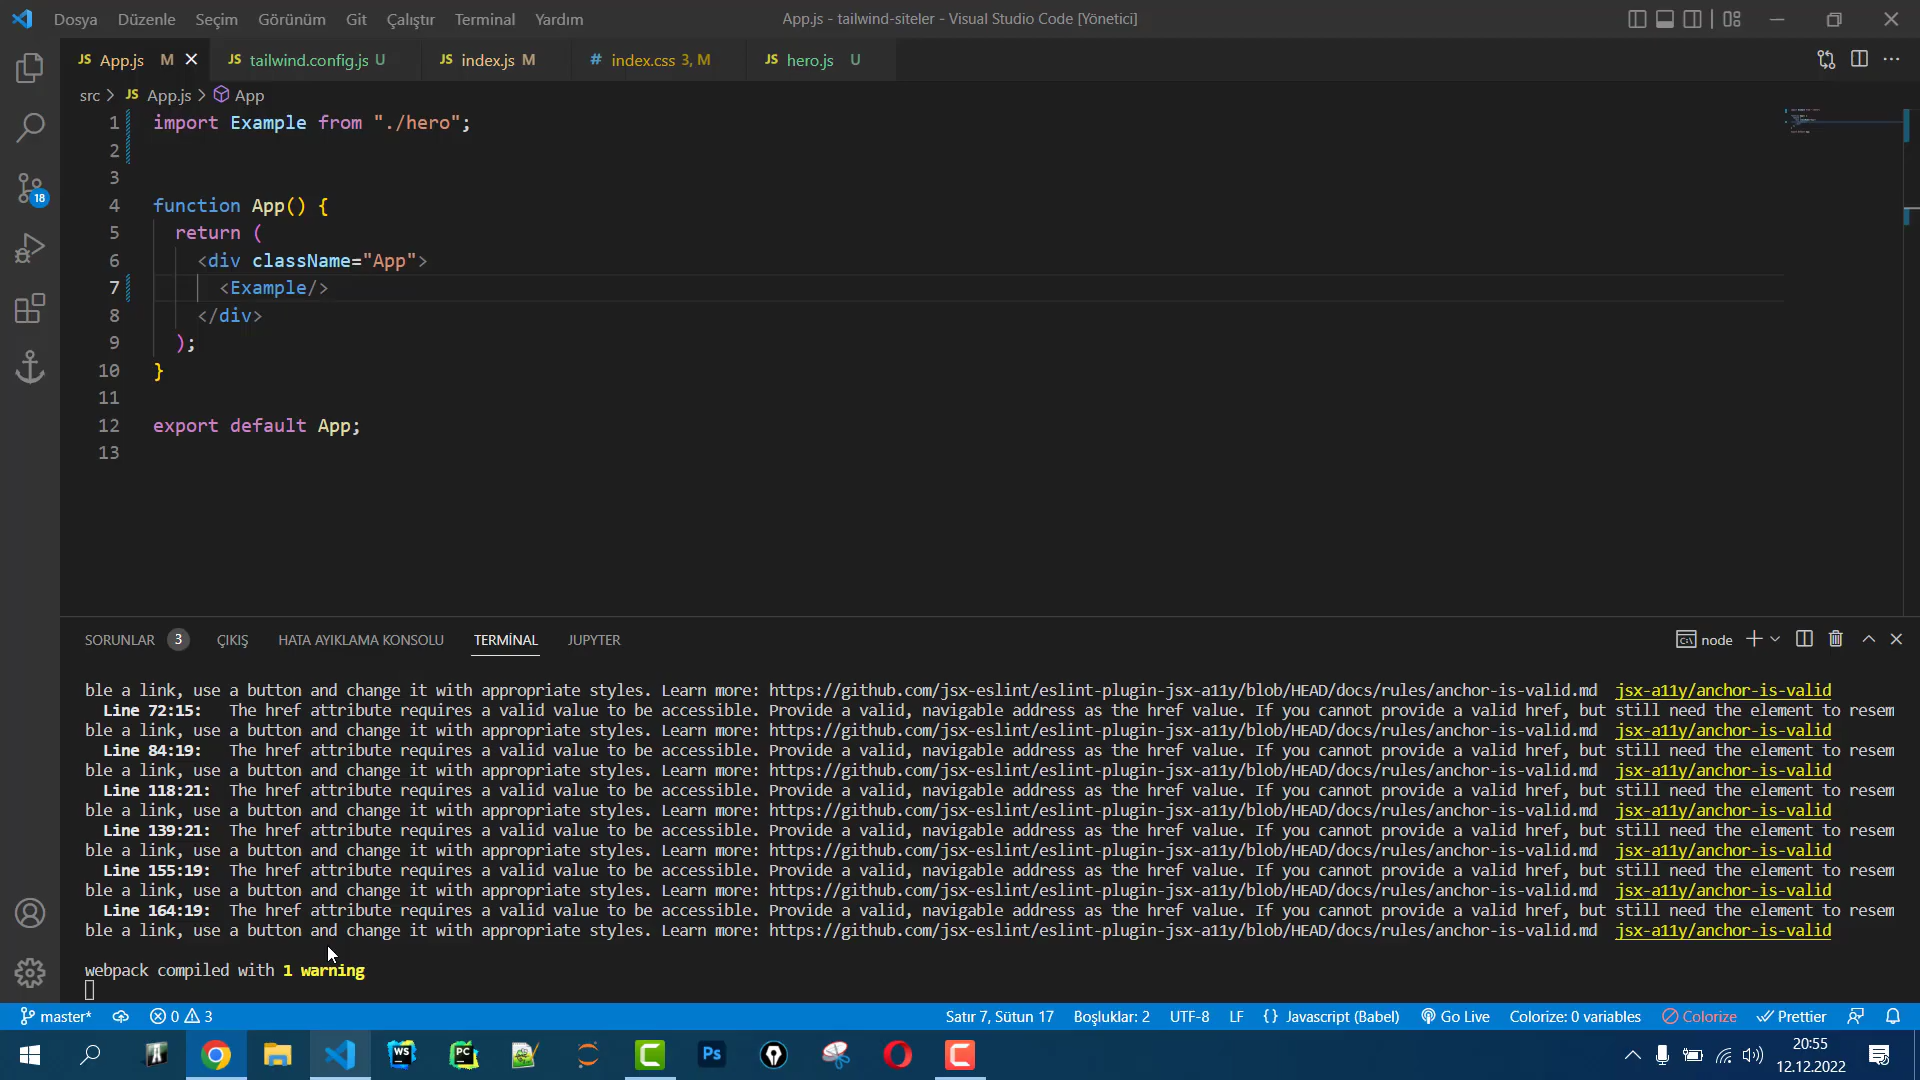 Dosya Düzenle Seçim Görünüm Git Çalıştır Terminal Yardım App.js - tailwind-siteler - Visual Studio Code [Yönetici]
JS App.js M JS tailwind.config.js U JS index.js M # index.css 3, M JS hero.js U
src > JS App.js > App
1 import Example from "./hero";
2
3
4 function App() {
5 return (
6 <div className="App">
7 <Example/>
8 </div>
9 );
10 }
11
12 export default App;
13
18
SORUNLAR 3 ÇIKIŞ HATA AYIKLAMA KONSOLU TERMİNAL JUPYTER node
ble a link, use a button and change it with appropriate styles. Learn more: https://github.com/jsx-eslint/eslint-plugin-jsx-a11y/blob/HEAD/docs/rules/anchor-is-valid.md jsx-a11y/anchor-is-valid
Line 72:15: The href attribute requires a valid value to be accessible. Provide a valid, navigable address as the href value. If you cannot provide a valid href, but still need the element to resem
ble a link, use a button and change it with appropriate styles. Learn more: https://github.com/jsx-eslint/eslint-plugin-jsx-a11y/blob/HEAD/docs/rules/anchor-is-valid.md jsx-a11y/anchor-is-valid
Line 84:19: The href attribute requires a valid value to be accessible. Provide a valid, navigable address as the href value. If you cannot provide a valid href, but still need the element to resem
ble a link, use a button and change it with appropriate styles. Learn more: https://github.com/jsx-eslint/eslint-plugin-jsx-a11y/blob/HEAD/docs/rules/anchor-is-valid.md jsx-a11y/anchor-is-valid
Line 118:21: The href attribute requires a valid value to be accessible. Provide a valid, navigable address as the href value. If you cannot provide a valid href, but still need the element to resem
ble a link, use a button and change it with appropriate styles. Learn more: https://github.com/jsx-eslint/eslint-plugin-jsx-a11y/blob/HEAD/docs/rules/anchor-is-valid.md jsx-a11y/anchor-is-valid
Line 139:21: The href attribute requires a valid value to be accessible. Provide a valid, navigable address as the href value. If you cannot provide a valid href, but still need the element to resem
ble a link, use a button and change it with appropriate styles. Learn more: https://github.com/jsx-eslint/eslint-plugin-jsx-a11y/blob/HEAD/docs/rules/anchor-is-valid.md jsx-a11y/anchor-is-valid
Line 155:19: The href attribute requires a valid value to be accessible. Provide a valid, navigable address as the href value. If you cannot provide a valid href, but still need the element to resem
ble a link, use a button and change it with appropriate styles. Learn more: https://github.com/jsx-eslint/eslint-plugin-jsx-a11y/blob/HEAD/docs/rules/anchor-is-valid.md jsx-a11y/anchor-is-valid
Line 164:19: The href attribute requires a valid value to be accessible. Provide a valid, navigable address as the href value. If you cannot provide a valid href, but still need the element to resem
ble a link, use a button and change it with appropriate styles. Learn more: https://github.com/jsx-eslint/eslint-plugin-jsx-a11y/blob/HEAD/docs/rules/anchor-is-valid.md jsx-a11y/anchor-is-valid
webpack compiled with 1 warning
master* 0 3 Satır 7, Sütun 17 Boşluklar: 2 UTF-8 LF {} Javascript (Babel) Go Live Colorize: 0 variables Colorize Prettier
WS PC C Ps C 20:55
12.12.2022